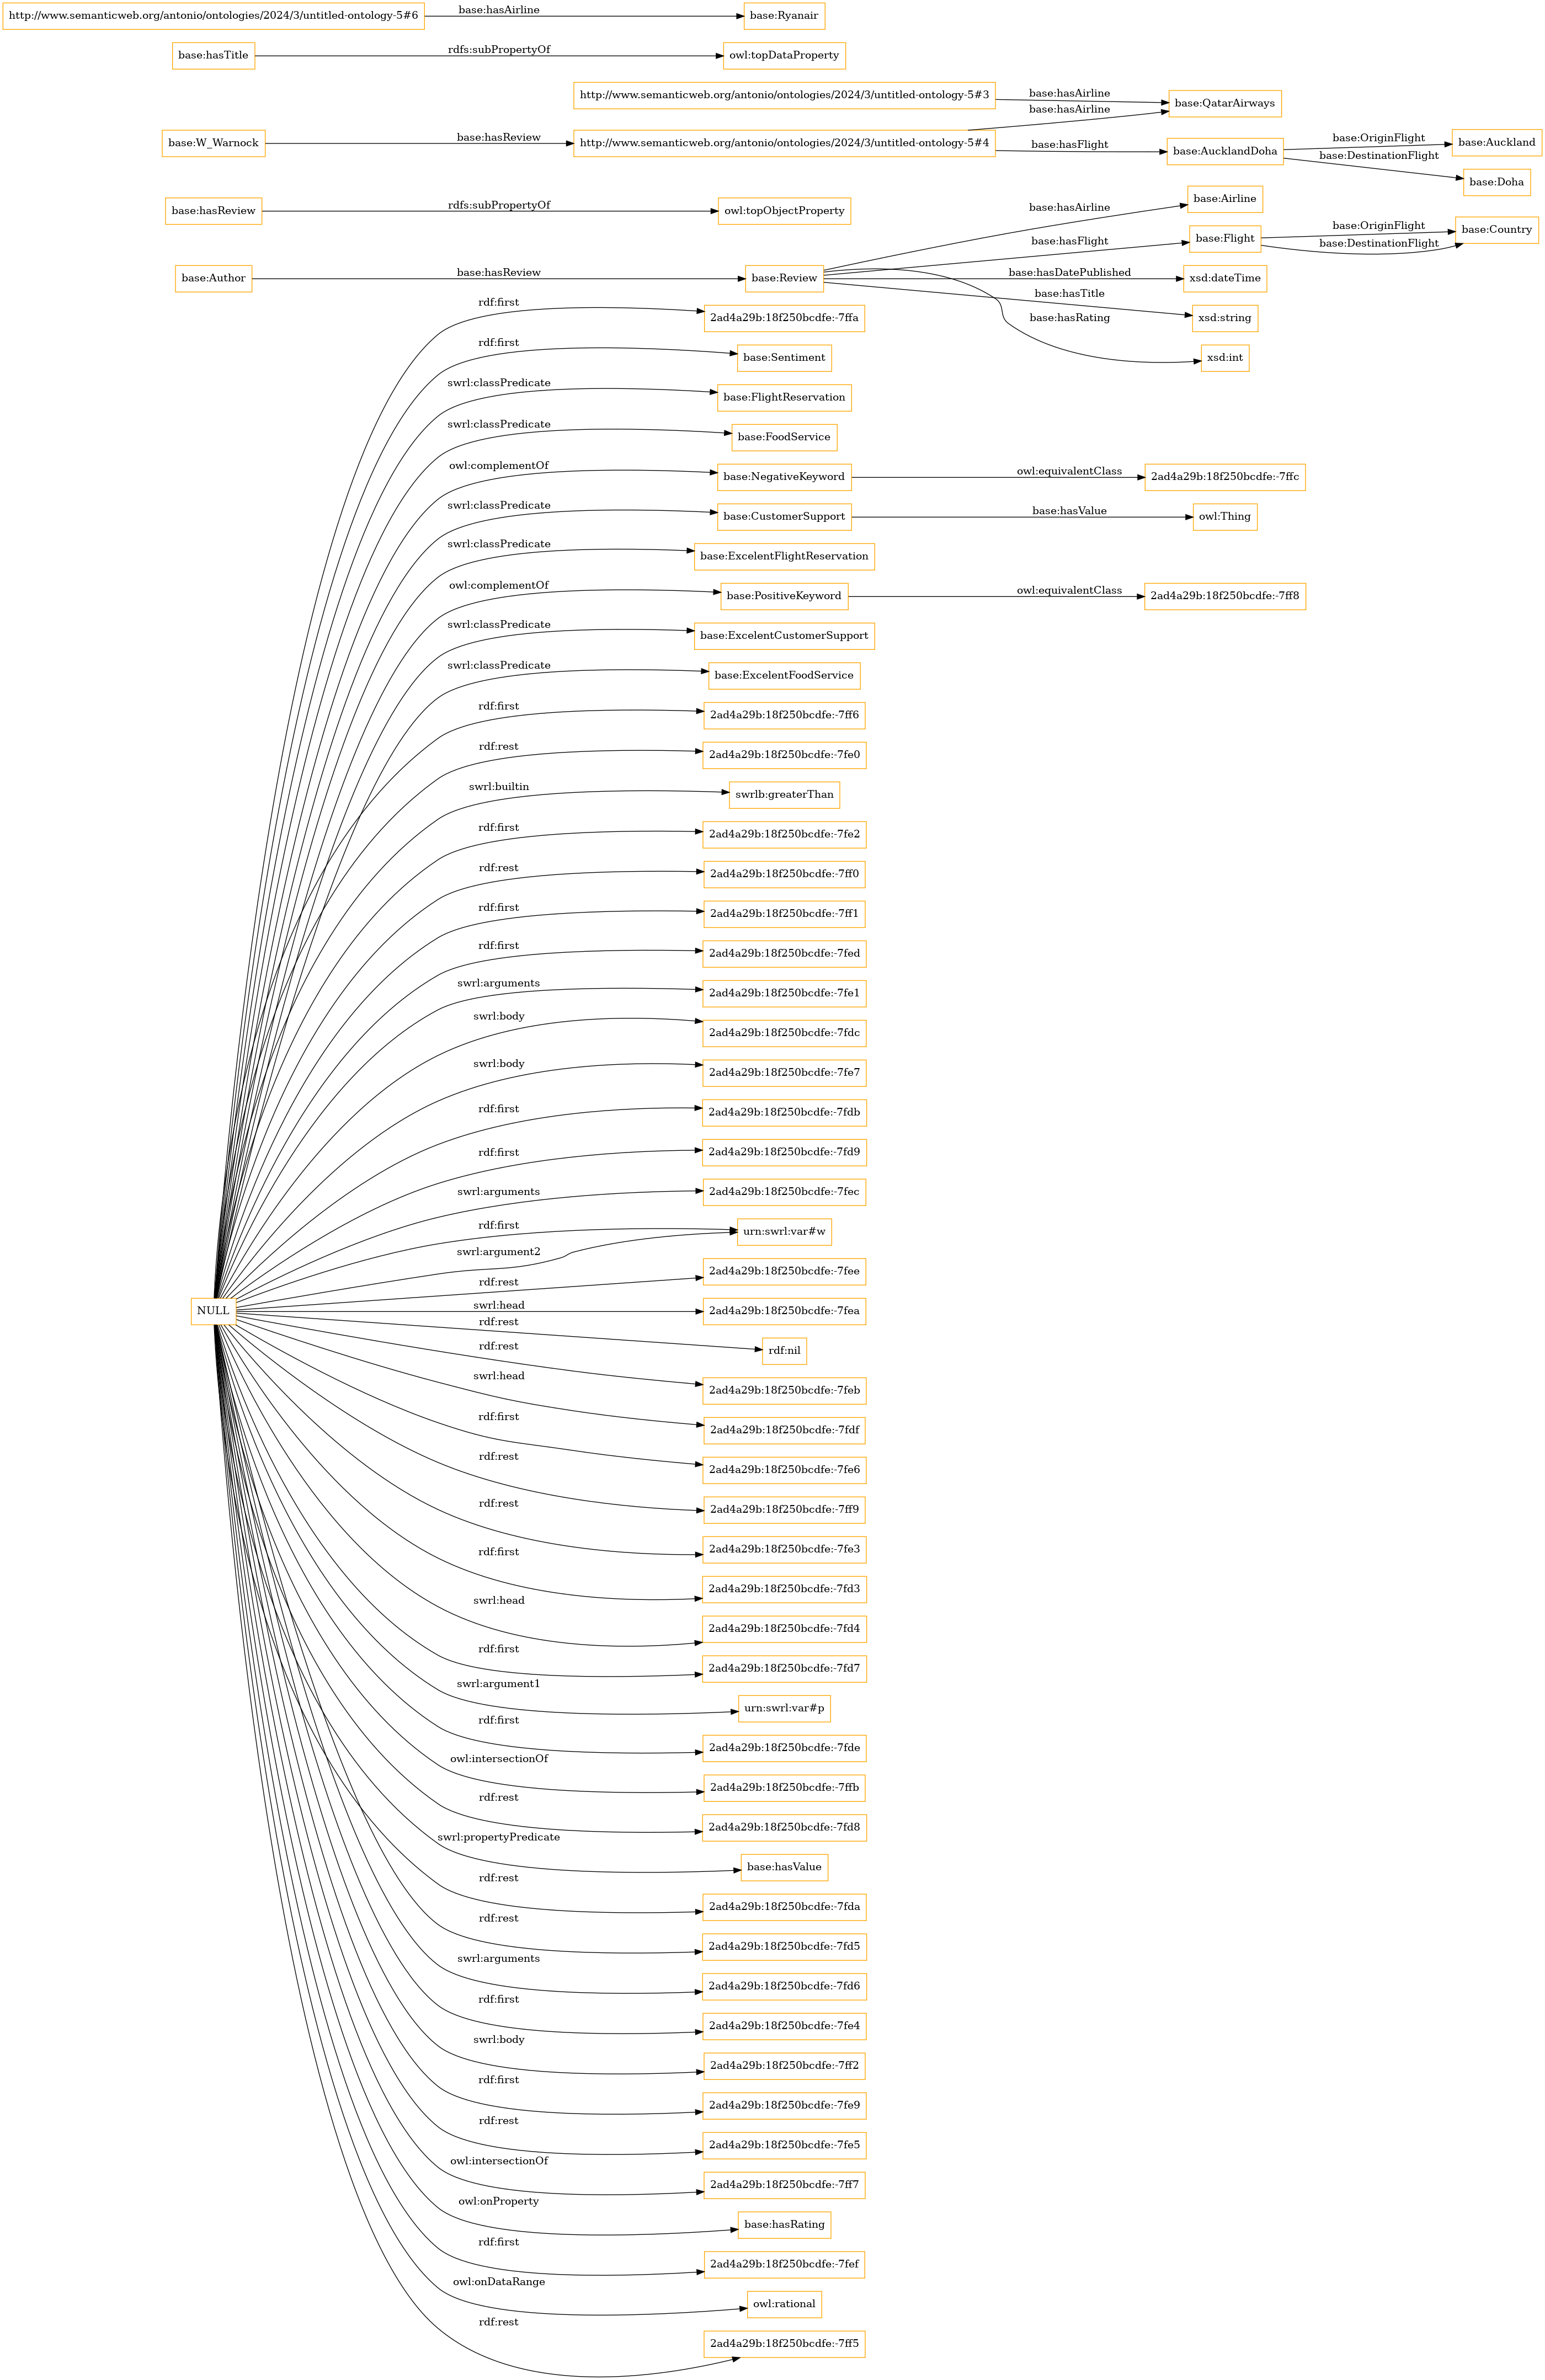 http://www.semanticweb.org/antonio/ontologies/2024/3/untitled-ontology-5#6
base:hasAirline
base:Ryanair
base:hasTitle
rdfs:subPropertyOf
owl:topDataProperty
http://www.semanticweb.org/antonio/ontologies/2024/3/untitled-ontology-5#3
base:hasAirline
base:QatarAirways
base:hasAirline
base:W_Warnock
base:hasReview
http://www.semanticweb.org/antonio/ontologies/2024/3/untitled-ontology-5#4
base:hasFlight
base:AucklandDoha
base:OriginFlight
base:Auckland
base:DestinationFlight
base:Doha
base:hasReview
rdfs:subPropertyOf
owl:topObjectProperty
base:hasAirline
base:Airline
base:Author
base:hasReview
base:Review
base:hasFlight
base:Flight
base:OriginFlight
base:DestinationFlight
base:Country
base:hasDatePublished
xsd:dateTime
base:hasTitle
xsd:string
base:hasRating
xsd:int
rdf:first
2ad4a29b:18f250bcdfe:-7ffa
rdf:first
base:Sentiment
swrl:classPredicate
base:FlightReservation
swrl:classPredicate
base:FoodService
owl:complementOf
base:NegativeKeyword
owl:equivalentClass
2ad4a29b:18f250bcdfe:-7ffc
swrl:classPredicate
base:CustomerSupport
base:hasValue
owl:Thing
swrl:classPredicate
base:ExcelentFlightReservation
owl:complementOf
base:PositiveKeyword
owl:equivalentClass
2ad4a29b:18f250bcdfe:-7ff8
swrl:classPredicate
base:ExcelentCustomerSupport
swrl:classPredicate
base:ExcelentFoodService
rdf:first
2ad4a29b:18f250bcdfe:-7ff6
rdf:rest
2ad4a29b:18f250bcdfe:-7fe0
swrl:builtin
swrlb:greaterThan
rdf:first
2ad4a29b:18f250bcdfe:-7fe2
rdf:rest
2ad4a29b:18f250bcdfe:-7ff0
rdf:first
2ad4a29b:18f250bcdfe:-7ff1
rdf:first
2ad4a29b:18f250bcdfe:-7fed
swrl:arguments
2ad4a29b:18f250bcdfe:-7fe1
swrl:body
2ad4a29b:18f250bcdfe:-7fdc
swrl:body
2ad4a29b:18f250bcdfe:-7fe7
rdf:first
2ad4a29b:18f250bcdfe:-7fdb
rdf:first
2ad4a29b:18f250bcdfe:-7fd9
swrl:arguments
2ad4a29b:18f250bcdfe:-7fec
rdf:first
urn:swrl:var#w
swrl:argument2
rdf:rest
2ad4a29b:18f250bcdfe:-7fee
NULL
swrl:head
2ad4a29b:18f250bcdfe:-7fea
rdf:rest
rdf:nil
rdf:rest
2ad4a29b:18f250bcdfe:-7feb
swrl:head
2ad4a29b:18f250bcdfe:-7fdf
rdf:first
2ad4a29b:18f250bcdfe:-7fe6
rdf:rest
2ad4a29b:18f250bcdfe:-7ff9
rdf:rest
2ad4a29b:18f250bcdfe:-7fe3
rdf:first
2ad4a29b:18f250bcdfe:-7fd3
swrl:head
2ad4a29b:18f250bcdfe:-7fd4
rdf:first
2ad4a29b:18f250bcdfe:-7fd7
swrl:argument1
urn:swrl:var#p
rdf:first
2ad4a29b:18f250bcdfe:-7fde
owl:intersectionOf
2ad4a29b:18f250bcdfe:-7ffb
rdf:rest
2ad4a29b:18f250bcdfe:-7fd8
swrl:propertyPredicate
base:hasValue
rdf:rest
2ad4a29b:18f250bcdfe:-7fda
rdf:rest
2ad4a29b:18f250bcdfe:-7fd5
swrl:arguments
2ad4a29b:18f250bcdfe:-7fd6
rdf:first
2ad4a29b:18f250bcdfe:-7fe4
swrl:body
2ad4a29b:18f250bcdfe:-7ff2
rdf:first
2ad4a29b:18f250bcdfe:-7fe9
rdf:rest
2ad4a29b:18f250bcdfe:-7fe5
owl:intersectionOf
2ad4a29b:18f250bcdfe:-7ff7
owl:onProperty
base:hasRating
rdf:first
2ad4a29b:18f250bcdfe:-7fef
owl:onDataRange
owl:rational
rdf:rest
2ad4a29b:18f250bcdfe:-7ff5